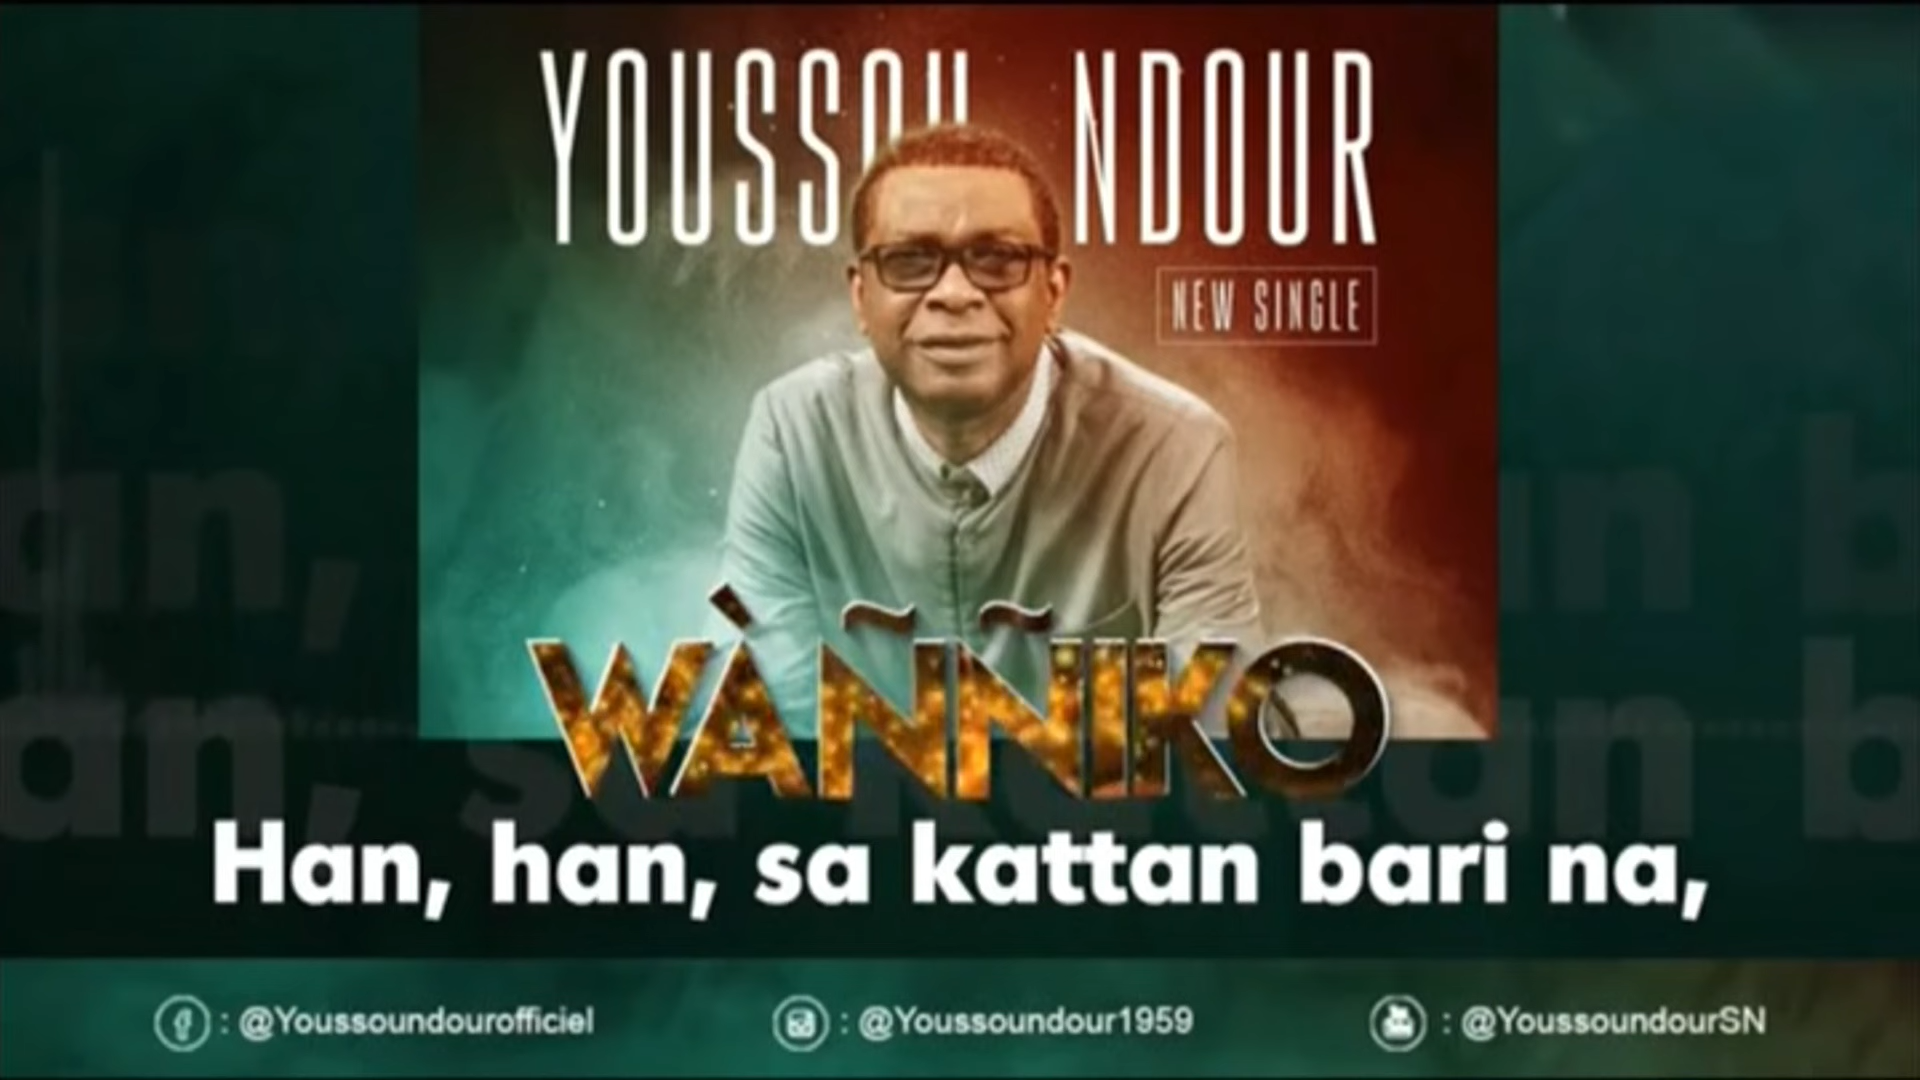 YOUSSOU NDOUR
NEW SINGLE
WÀÑÑIKO
Han, han, sa kattan bari na,
: @Youssoundourofficiel
: @Youssoundour1959
: @YoussoundourSN